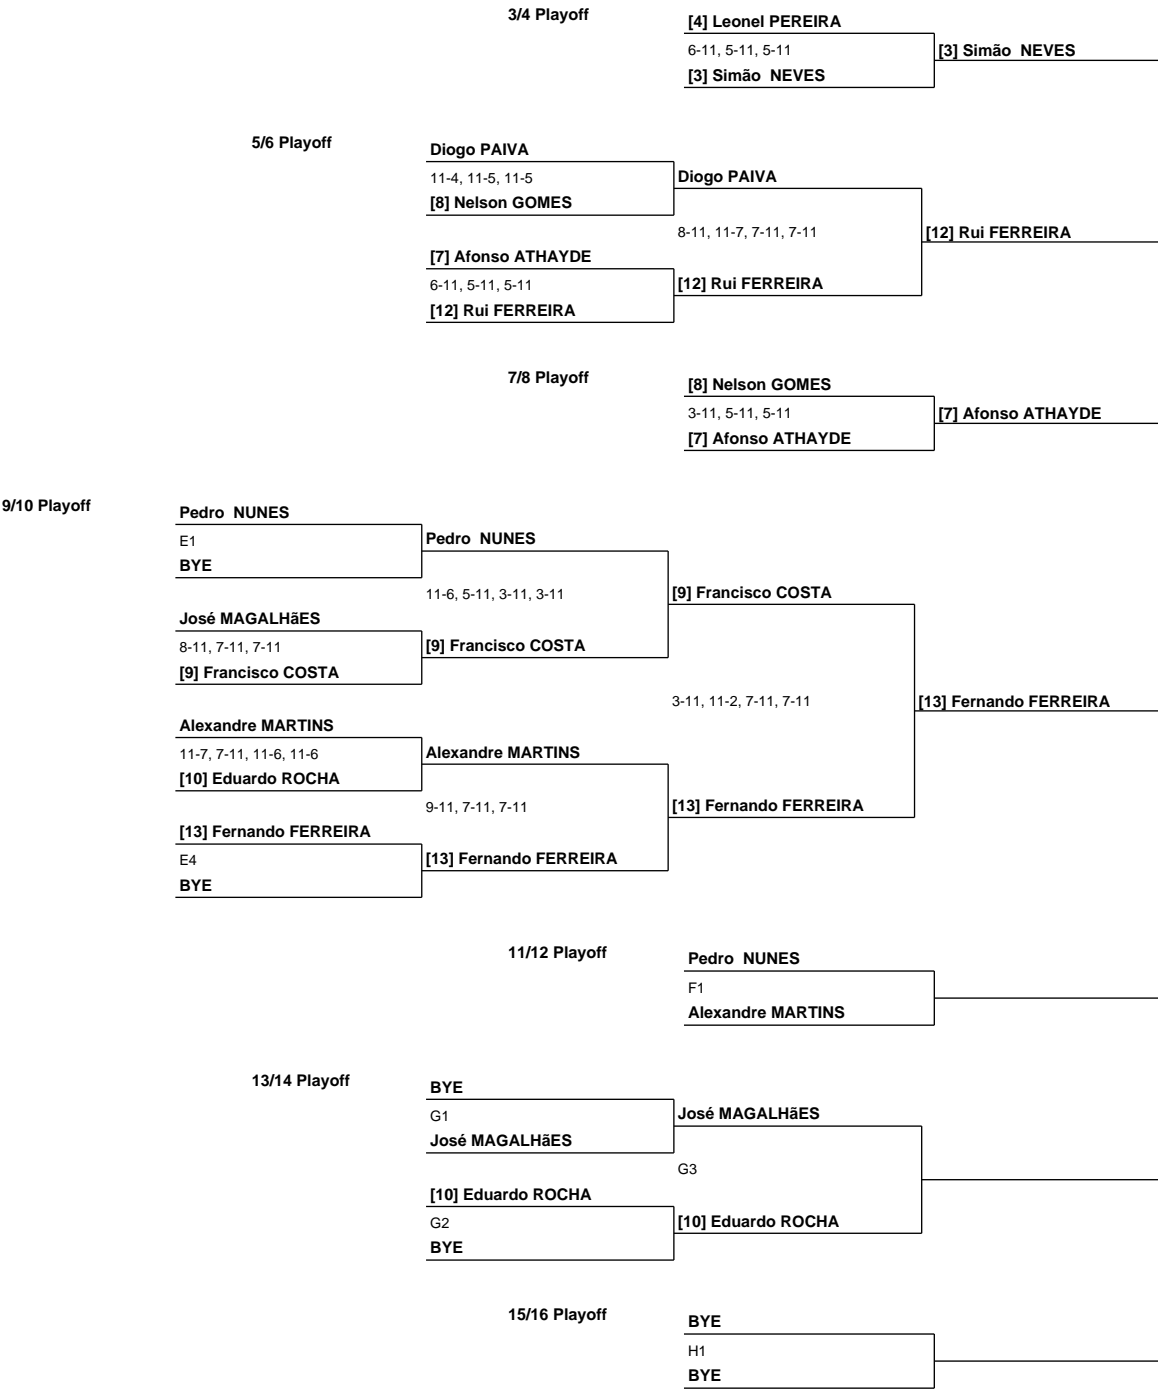 3/4 Playoff
[4] Leonel PEREIRA
6-11, 5-11, 5-11
[3] Simão  NEVES
[3] Simão  NEVES
5/6 Playoff
Diogo PAIVA
11-4, 11-5, 11-5
Diogo PAIVA
[8] Nelson GOMES
8-11, 11-7, 7-11, 7-11
[12] Rui FERREIRA
[7] Afonso ATHAYDE
6-11, 5-11, 5-11
[12] Rui FERREIRA
[12] Rui FERREIRA
7/8 Playoff
[8] Nelson GOMES
3-11, 5-11, 5-11
[7] Afonso ATHAYDE
[7] Afonso ATHAYDE
9/10 Playoff
Pedro  NUNES
E1
Pedro  NUNES
BYE
11-6, 5-11, 3-11, 3-11
[9] Francisco COSTA
José MAGALHãES
8-11, 7-11, 7-11
[9] Francisco COSTA
[9] Francisco COSTA
3-11, 11-2, 7-11, 7-11
[13] Fernando FERREIRA
Alexandre MARTINS
11-7, 7-11, 11-6, 11-6
Alexandre MARTINS
[10] Eduardo ROCHA
9-11, 7-11, 7-11
[13] Fernando FERREIRA
[13] Fernando FERREIRA
E4
[13] Fernando FERREIRA
BYE
11/12 Playoff
Pedro  NUNES
F1
Alexandre MARTINS
13/14 Playoff
BYE
G1
José MAGALHãES
José MAGALHãES
G3
[10] Eduardo ROCHA
G2
[10] Eduardo ROCHA
BYE
15/16 Playoff
BYE
H1
BYE